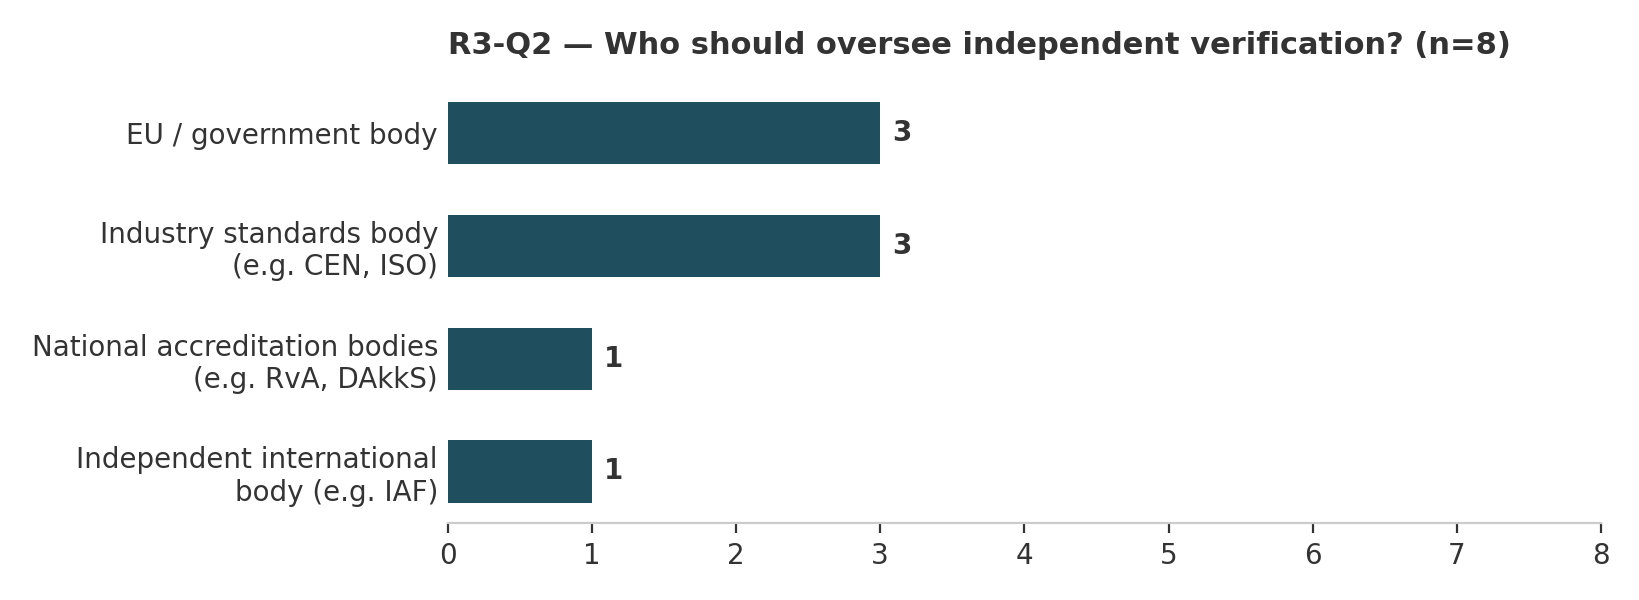 R3-Q2 — Who should oversee independent verification? (n=8)
EU / government body
3
Industry standards body
(e.g. CEN, ISO)
3
National accreditation bodies
(e.g. RvA, DAkkS)
1
Independent international
body (e.g. IAF)
1
0 1 2 3 4 5 6 7 8